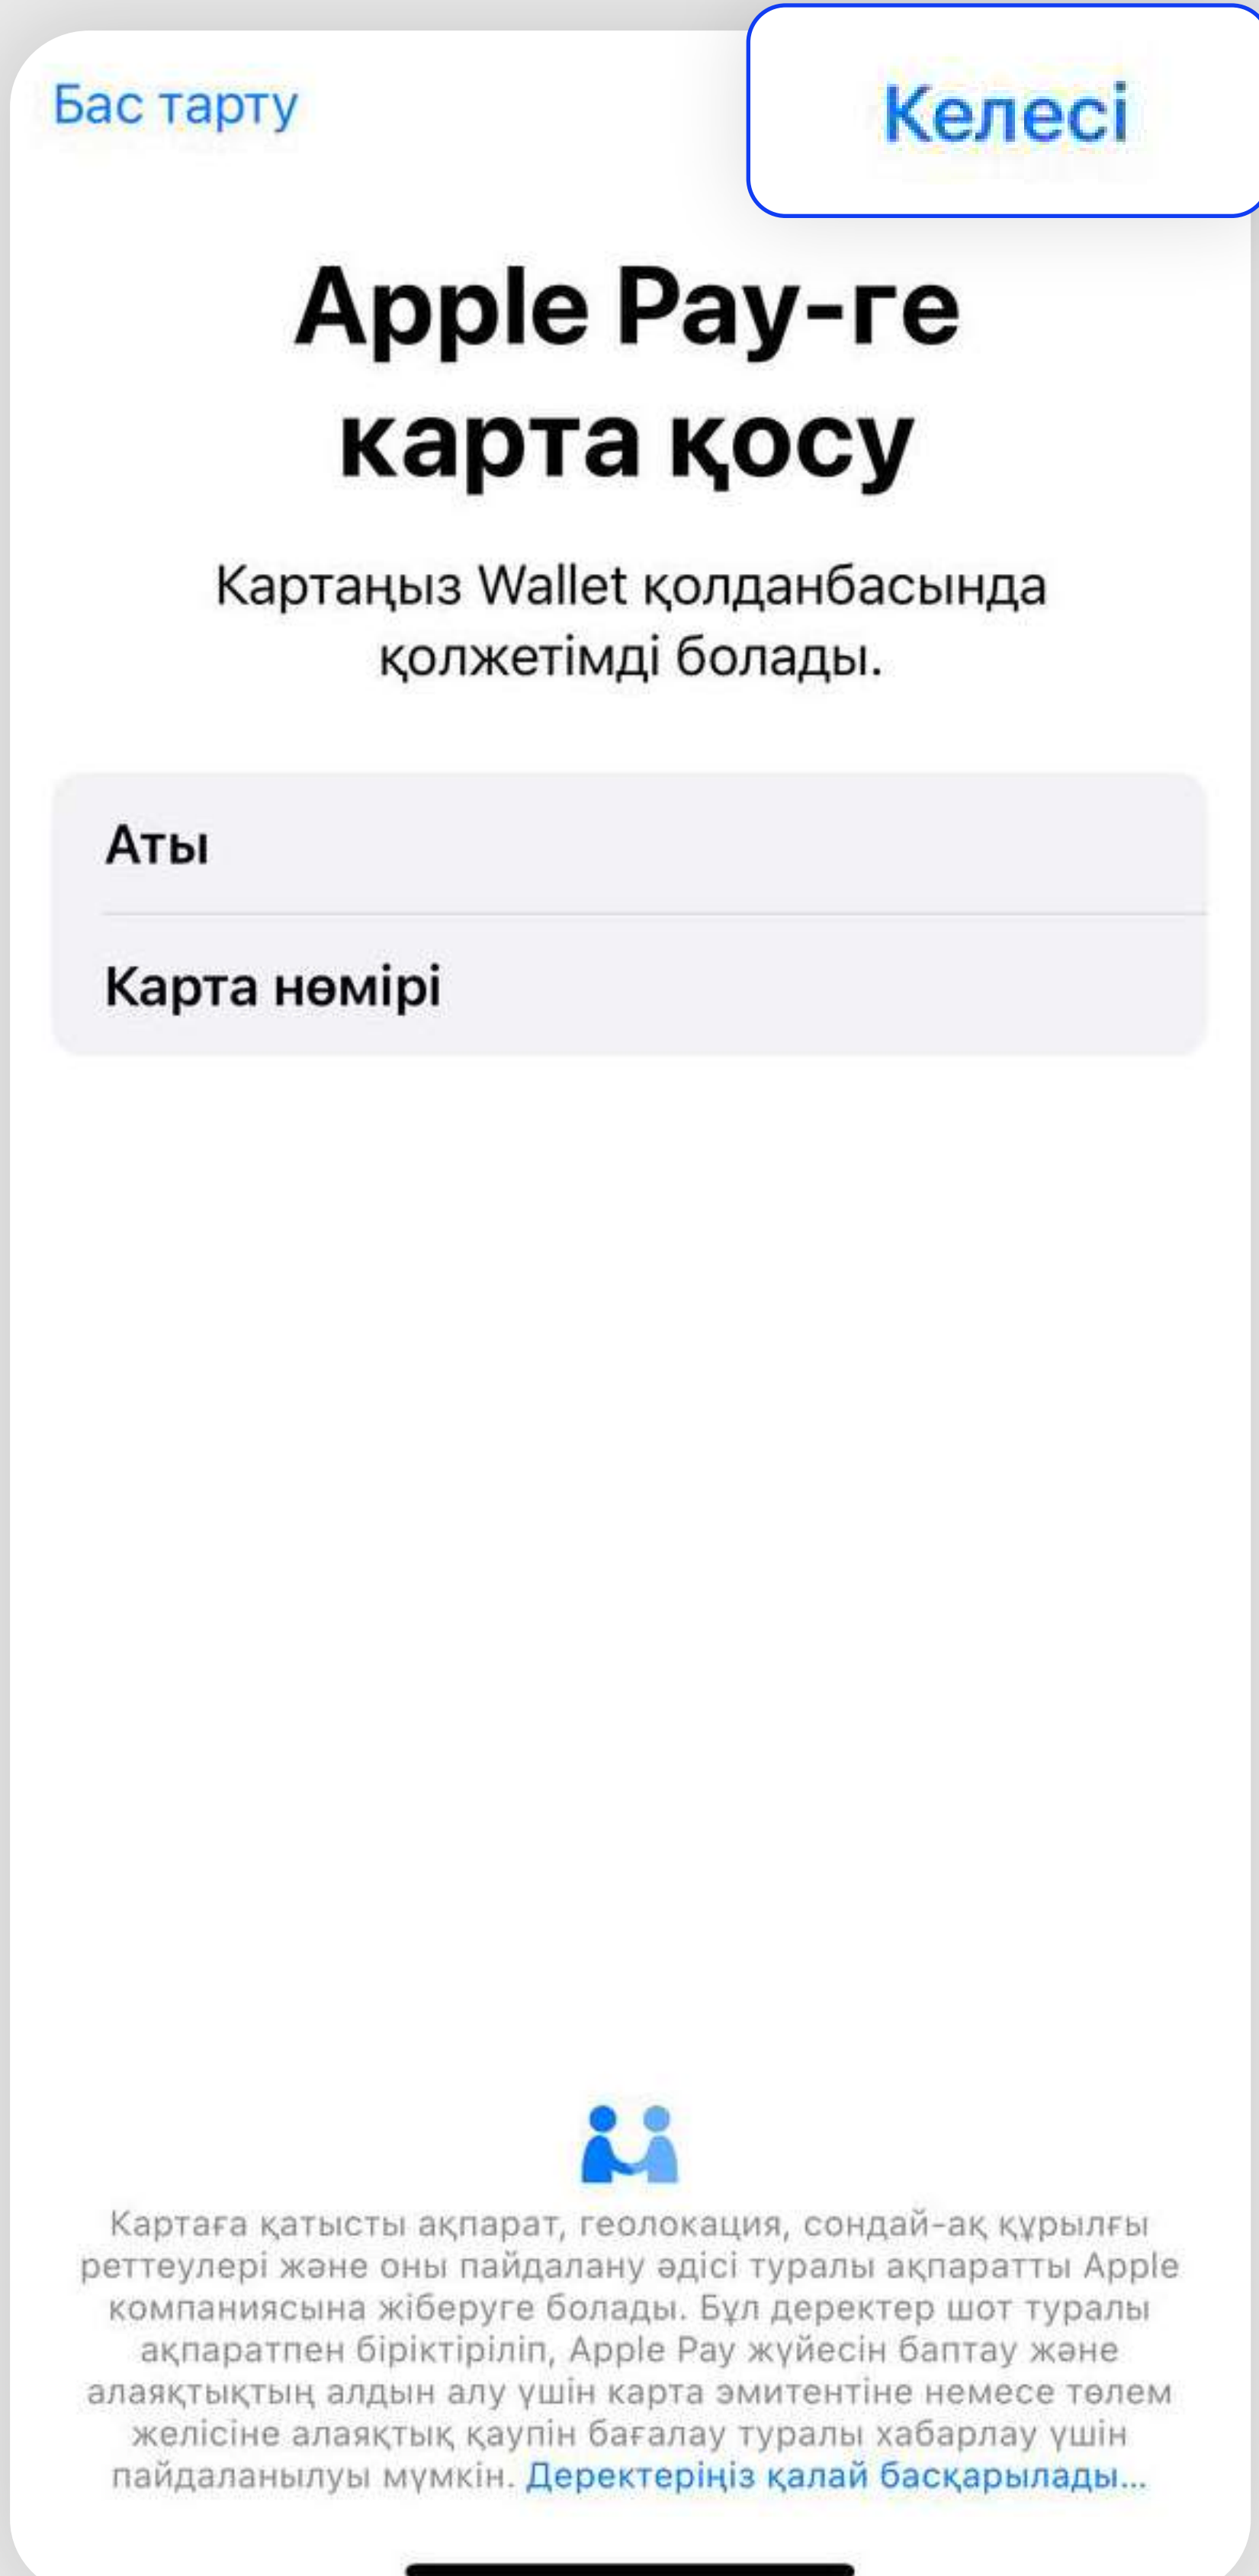 Бас тарту
Келесі
Apple Pay-ге
карта қосу
Картаңыз Wallet қолданбасында
қолжетімді болады.
Аты
Карта нөмірі
Картаға қатысты ақпарат, геолокация, сондай-ақ құрылғы
реттеулері және оны пайдалану әдісі туралы ақпаратты Apple
компаниясына жіберуге болады. Бұл деректер шот туралы
ақпаратпен біріктіріліп, Apple Pay жүйесін баптау және
алаяқтықтың алдын алу үшін карта эмитентіне немесе төлем
желісіне алаяқтық қаупін бағалау туралы хабарлау үшін
пайдаланылуы мүмкін. Деректеріңіз қалай басқарылады...